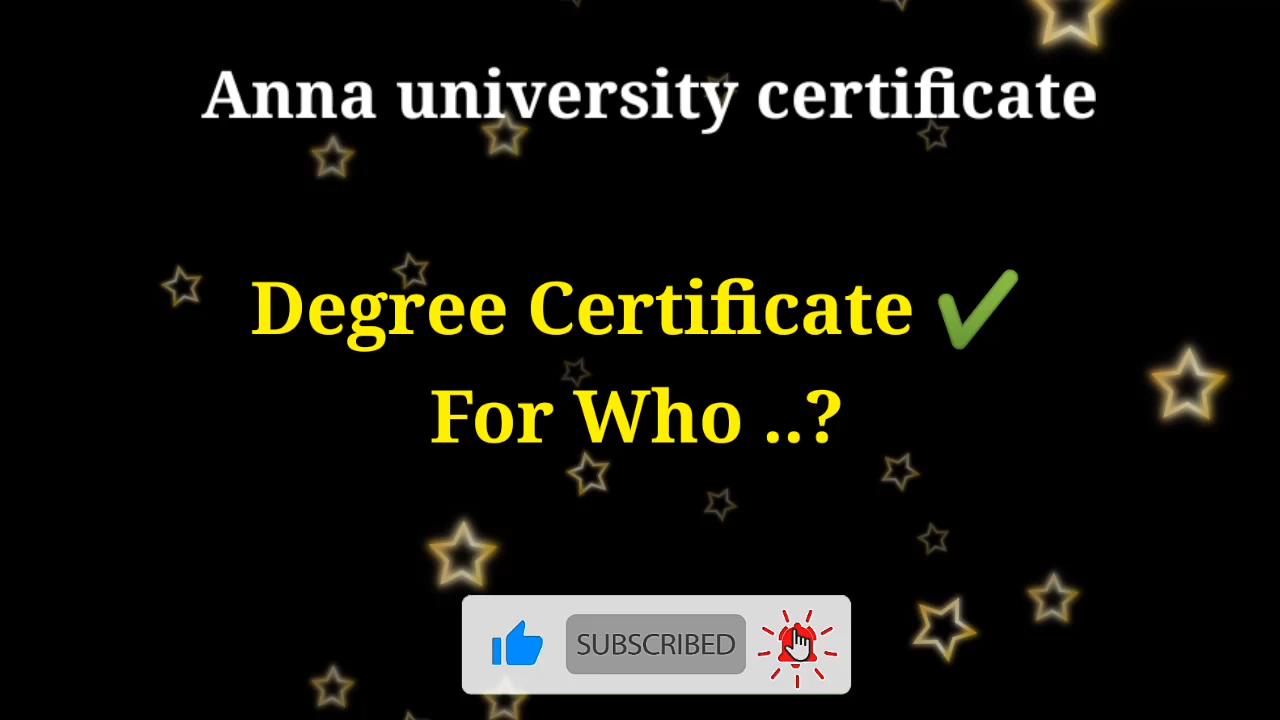 Anna university certificate
Degree Certificate ✔
For Who ..?
SUBSCRIBED